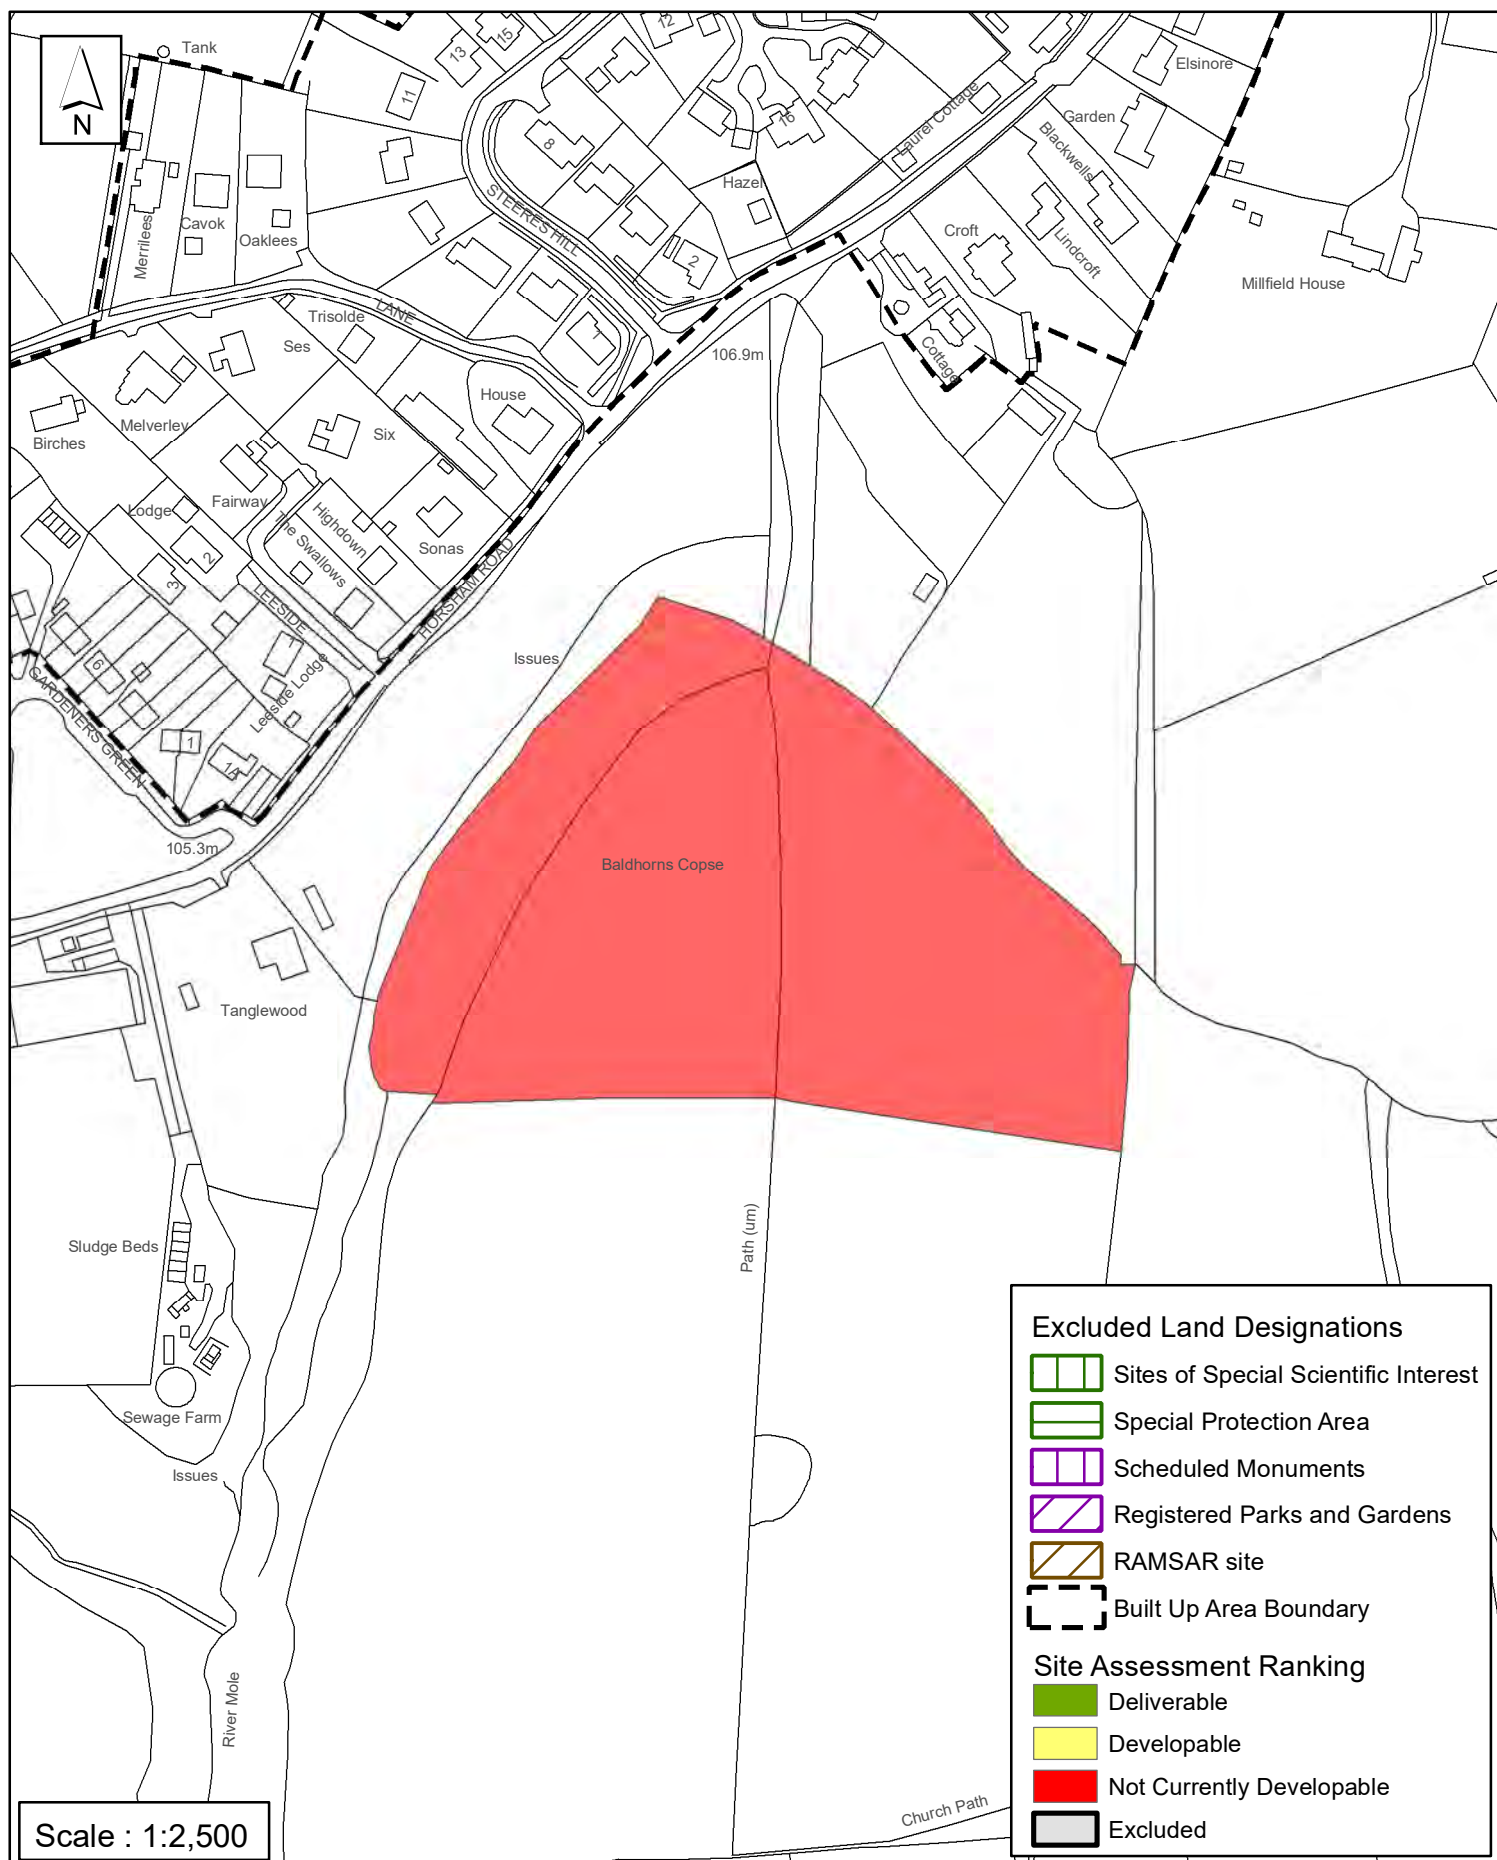 Tank
N
Merrilees
Cavok
Oaklees
13
15
11
12
8
16
Hazel
Laurel Cottage
Elsinore
Garden
Blackwells
Lindcroft
Croft
Millfield House
STEERES HILL
2
1
LANE
Trisolde
Ses
106.9m
Cottage
House
Birches
Melverley
Six
Fairway
Lodge
Highdown
The Swallows
Sonas
2
3
LEESIDE
HORSHAM ROAD
1
6
Leeside Lodge
GARDENERS GREEN
1
1A
Issues
105.3m
Baldhorns Copse
Tanglewood
Path (um)
Sludge Beds
Sewage Farm
Issues
River Mole
Church Path
Scale : 1:2,500
Excluded Land Designations
Sites of Special Scientific Interest
Special Protection Area
Scheduled Monuments
Registered Parks and Gardens
RAMSAR site
Built Up Area Boundary
Site Assessment Ranking
Deliverable
Developable
Not Currently Developable
Excluded